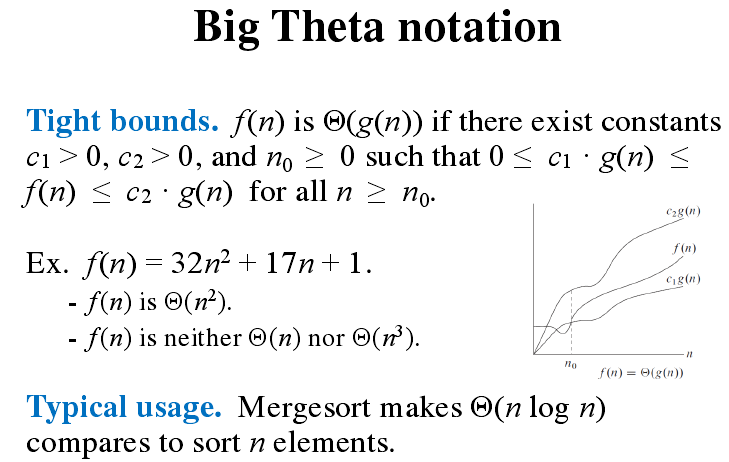 Big Theta notation
Tight bounds. f(n) is Θ(g(n)) if there exist constants
c₁ > 0, c₂ > 0, and n₀ ≥ 0 such that 0 ≤ c₁ · g(n) ≤
f(n) ≤ c₂ · g(n) for all n ≥ n₀.
c₂g(n)
f(n)
c₁g(n)
n
n₀
f(n) = Θ(g(n))
Ex. f(n) = 32n² + 17n + 1.
- f(n) is Θ(n²).
- f(n) is neither Θ(n) nor Θ(n³).
Typical usage. Mergesort makes Θ(n log n)
compares to sort n elements.